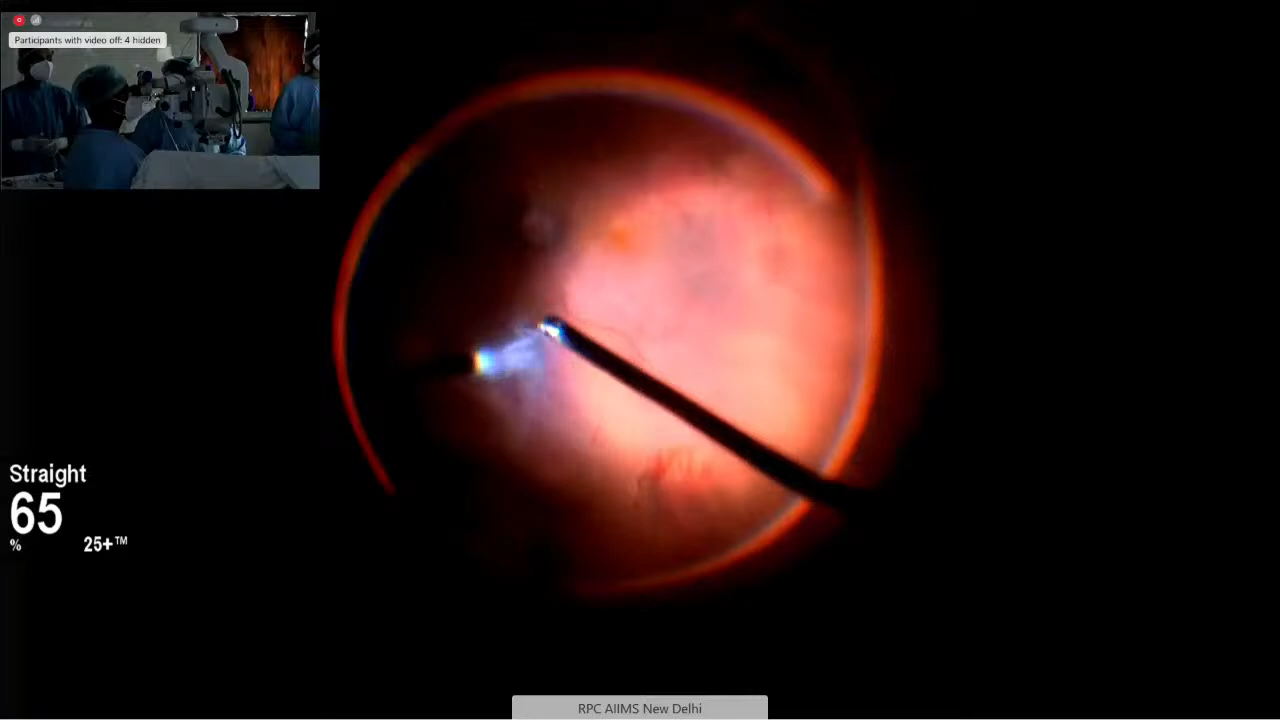 Participants with video off: 4 hidden
Straight
65
% 25+™
RPC AIIMS New Delhi